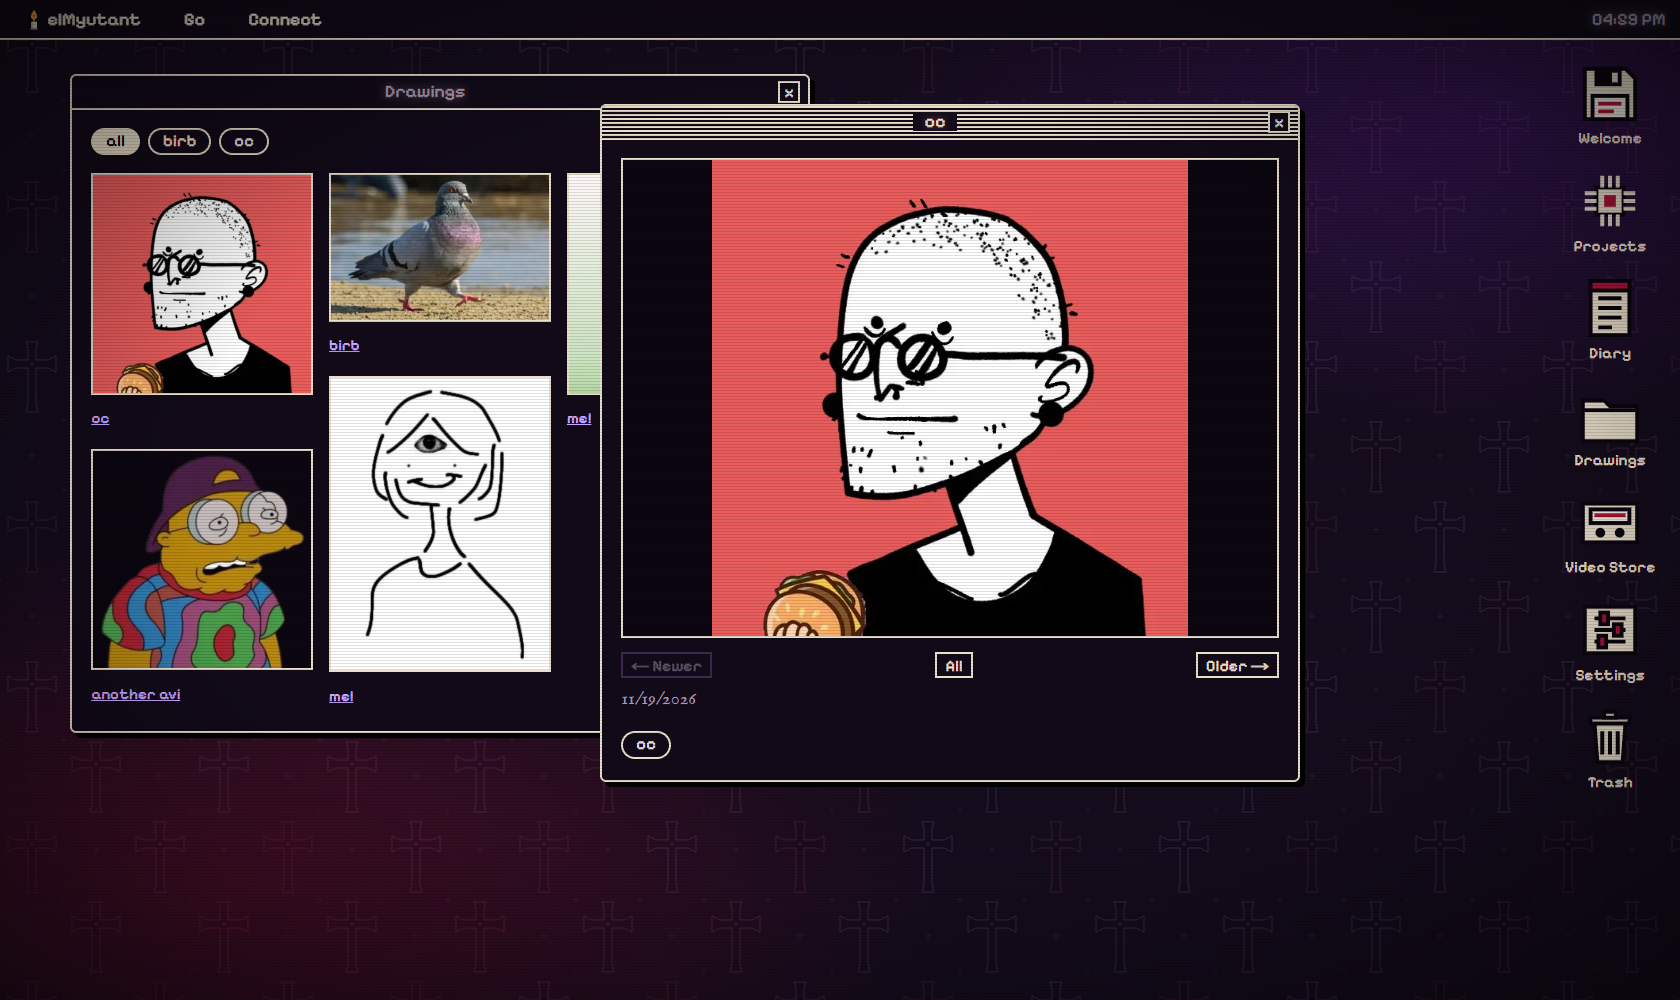 elMyutant
Go
Connect
04:59 PM
Drawings
x
all
birb
oc
oc
birb
me!
another avi
me!
oc
x
← Newer
All
Older →
11/19/2026
oc
Welcome
Projects
Diary
Drawings
Video Store
Settings
Trash